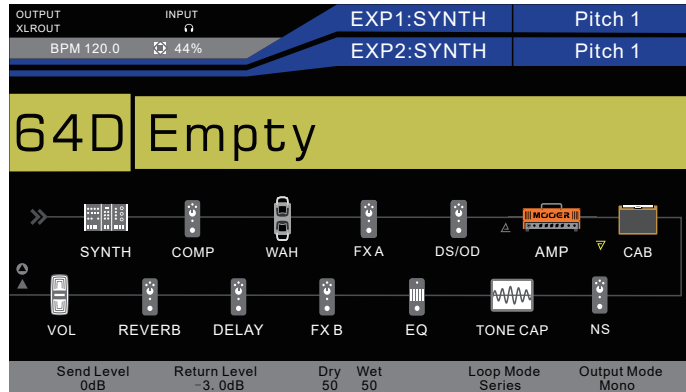 OUTPUT INPUT EXP1:SYNTH Pitch 1
XLROUT
BPM 120.0 44% EXP2:SYNTH Pitch 1
64D Empty
MOOER
SYNTH COMP WAH FX A DS/OD AMP CAB
VOL REVERB DELAY FX B EQ TONE CAP NS
Send Level Return Level Dry Wet Loop Mode Output Mode
0dB -3. 0dB 50 50 Series Mono